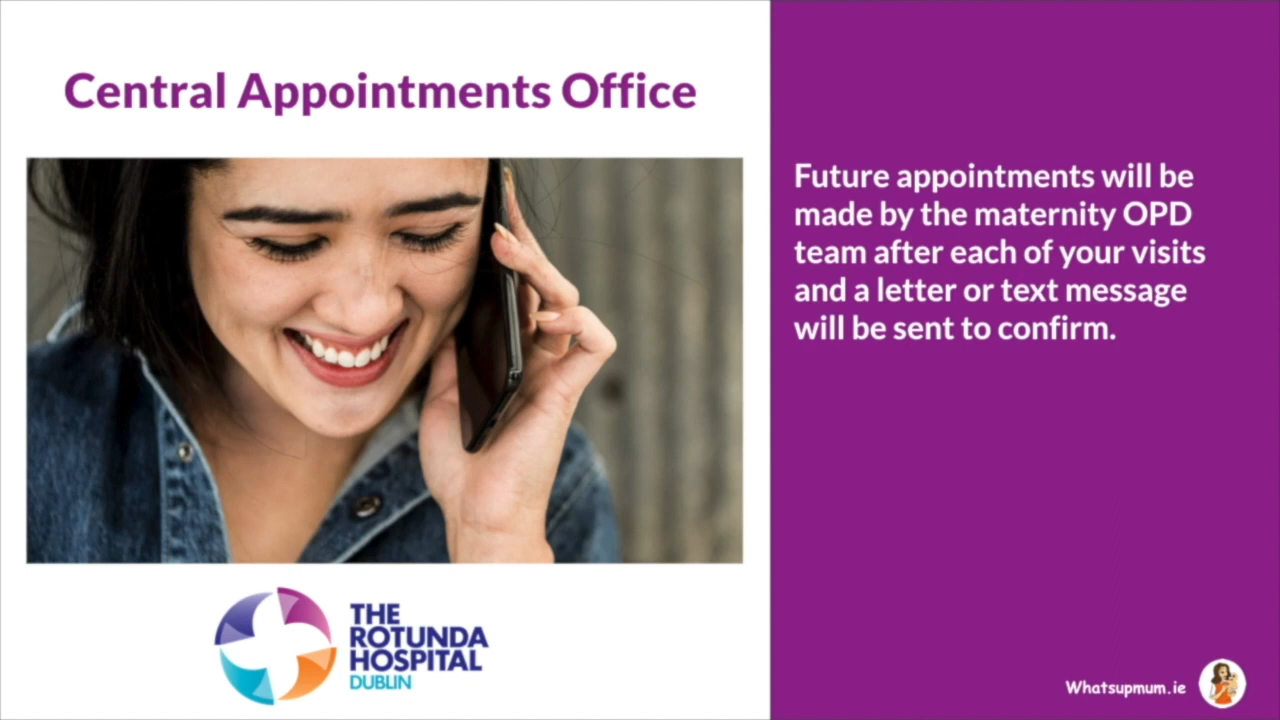 Central Appointments Office
Future appointments will be
made by the maternity OPD
team after each of your visits
and a letter or text message
will be sent to confirm.
THE
ROTUNDA
HOSPITAL
DUBLIN
Whatsupmum.ie